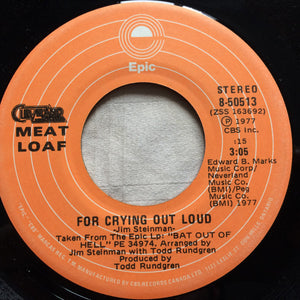 Epic
STEREO
8-50513
(ZSS 163692)
℗ 1977
CBS Inc.
:15
3:05
Edward B. Marks
Music Corp/
Neverland
Music Co.
(BMI)/Peg
Music Co.
(BMI) 1977
MEAT
LOAF
FOR CRYING OUT LOUD
-Jim Steinman-
Taken From The Epic Lp: "BAT OUT OF
HELL" PE 34974, Arranged by
Jim Steinman with Todd Rundgren
Produced by
Todd Rundgren